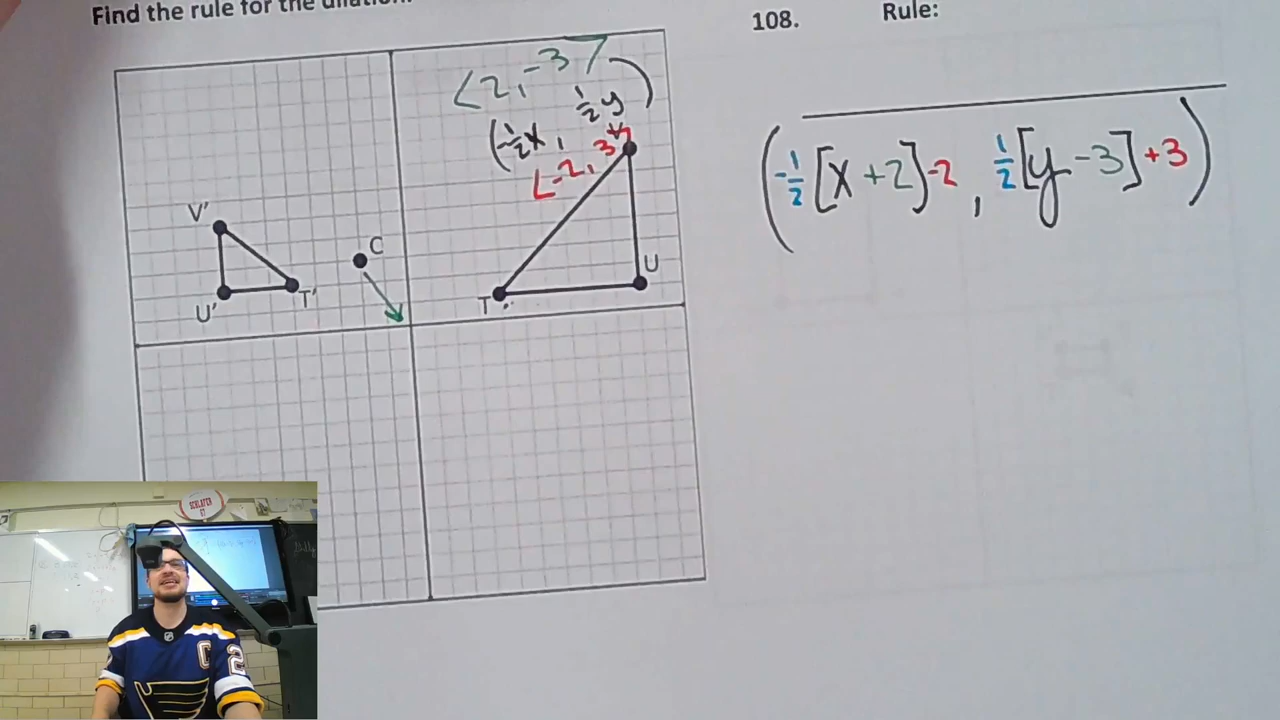 Find the rule for the dilation.
108. Rule:
<2, -3>
(-1/2x, 1/2y)
<-2, 3>
(-1/2[x+2]-2, 1/2[y-3]+3)
V'
C
U
U' T' T
C 2